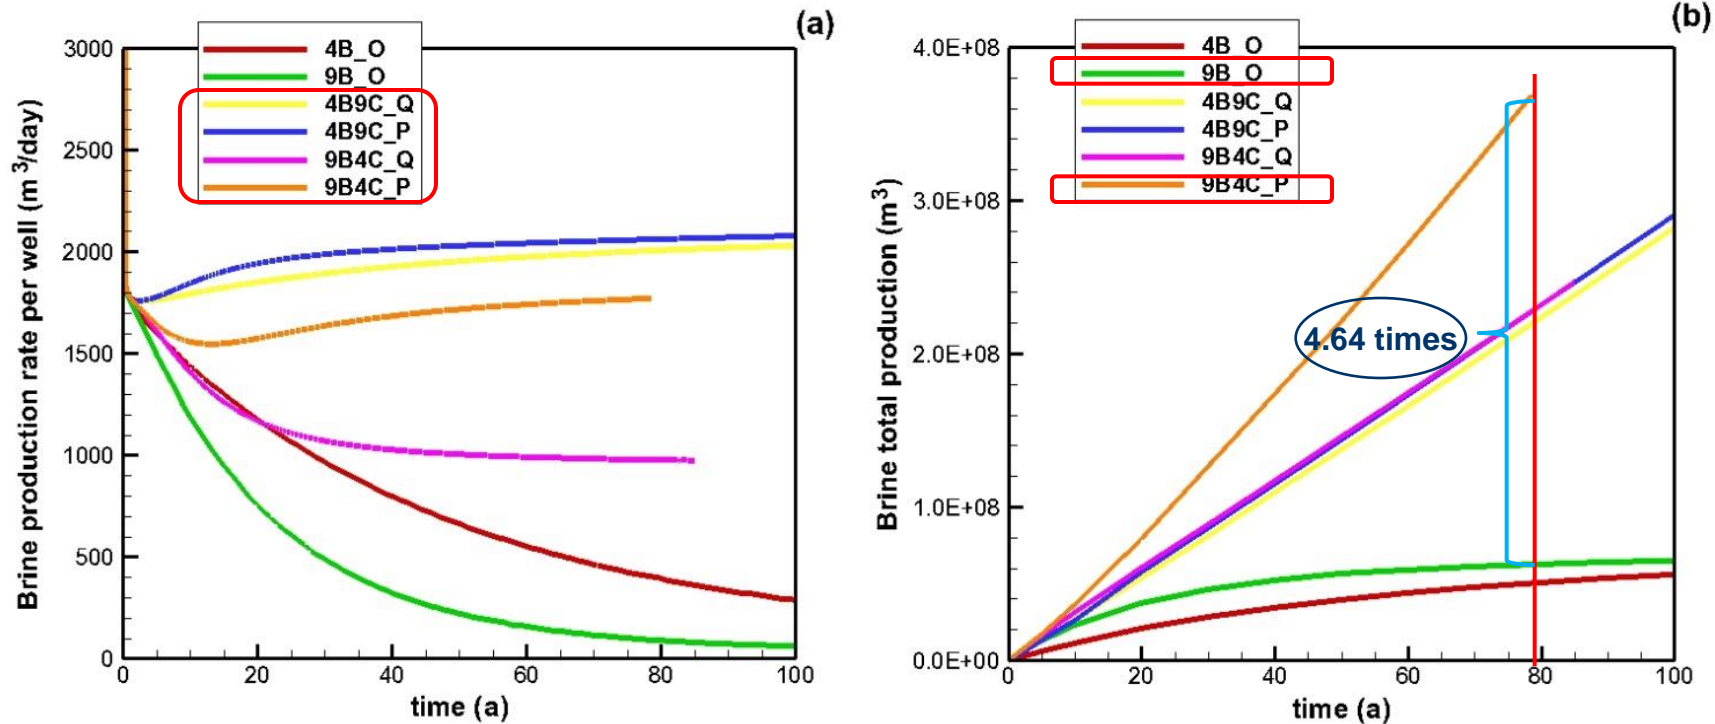 (a)
4B_O
9B_O
4B9C_Q
4B9C_P
9B4C_Q
9B4C_P
3000
2500
2000
1500
1000
500
0
Brine production rate per well (m³/day)
0 20 40 60 80 100
time (a)
(b)
4B_O
9B_O
4B9C_Q
4B9C_P
9B4C_Q
9B4C_P
4.0E+08
3.0E+08
2.0E+08
1.0E+08
0.0E+00
Brine total production (m³)
4.64 times
0 20 40 60 80 100
time (a)